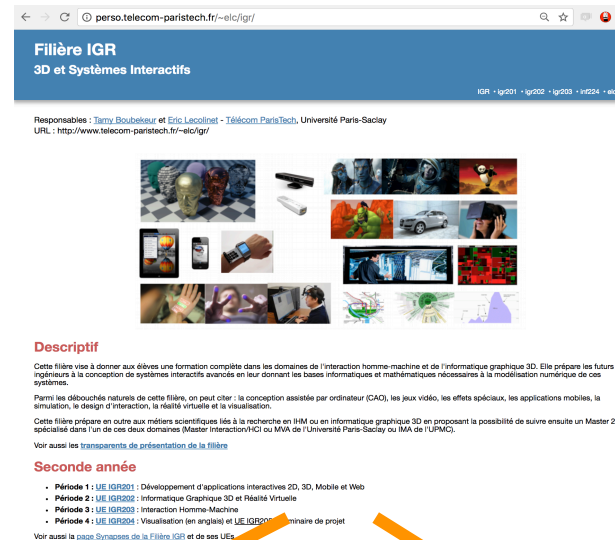 perso.telecom-paristech.fr/~elc/igr/
Filière IGR
3D et Systèmes Interactifs
IGR • igr201 • igr202 • igr203 • inf224 • elc
Responsables : Tamy Boubekeur et Eric Lecolinet - Télécom ParisTech, Université Paris-Saclay
URL : http://www.telecom-paristech.fr/~elc/igr/
Descriptif
Cette filière vise à donner aux élèves une formation complète dans les domaines de l'interaction homme-machine et de l'informatique graphique 3D. Elle prépare les futurs
ingénieurs à la conception de systèmes interactifs avancés en leur donnant les bases informatiques et mathématiques nécessaires à la modélisation numérique de ces
systèmes.
Parmi les débouchés naturels de cette filière, on peut citer : la conception assistée par ordinateur (CAO), les jeux vidéo, les effets spéciaux, les applications mobiles, la
simulation, le design d'interaction, la réalité virtuelle et la visualisation.
Cette filière prépare en outre aux métiers scientifiques liés à la recherche en IHM ou en informatique graphique 3D en proposant la possibilité de suivre ensuite un Master 2
spécialisé dans l'un de ces deux domaines (Master Interaction/HCI ou MVA de l'Université Paris-Saclay ou IMA de l'UPMC).
Voir aussi les transparents de présentation de la filière
Seconde année
• Période 1 : UE IGR201 : Développement d'applications interactives 2D, 3D, Mobile et Web
• Période 2 : UE IGR202 : Informatique Graphique 3D et Réalité Virtuelle
• Période 3 : UE IGR203 : Interaction Homme-Machine
• Période 4 : UE IGR204 : Visualisation (en anglais) et UE de projet
Voir aussi la page Synapses de la Filière IGR et de ses UEs